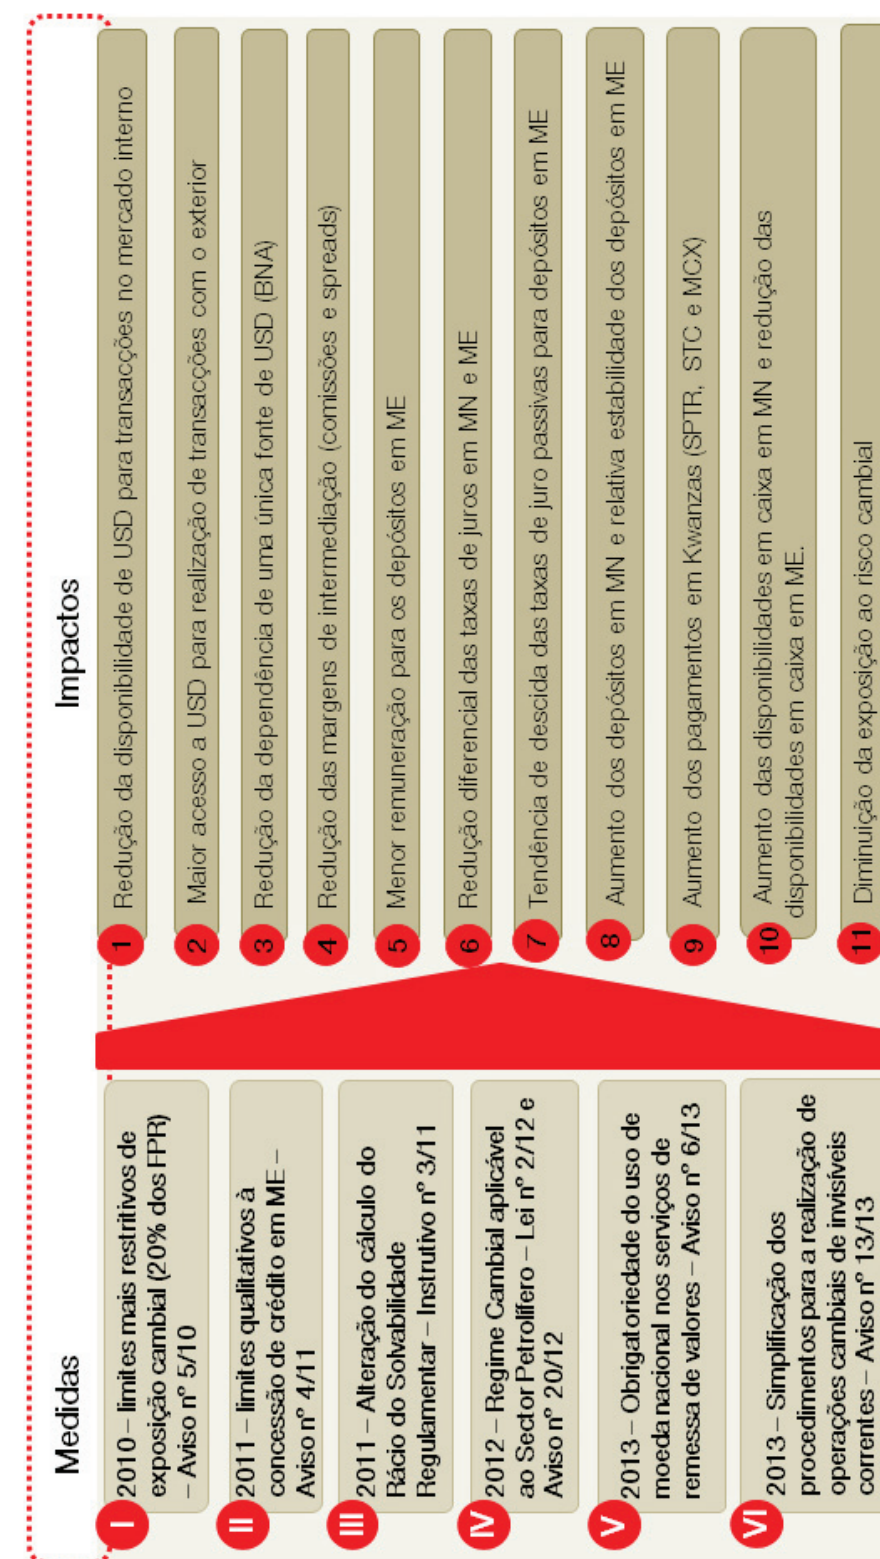 Medidas
I
2010 – limites mais restritivos de
exposição cambial (20% dos FPR)
– Aviso nº 5/10
II
2011 – limites qualitativos à
concessão de crédito em ME –
Aviso nº 4/11
III
2011 – Alteração do cálculo do
Rácio do Solvabilidade
Regulamentar – Instrutivo nº 3/11
IV
2012 – Regime Cambial aplicável
ao Sector Petrolífero – Lei nº 2/12 e
Aviso nº 20/12
V
2013 – Obrigatoriedade do uso de
moeda nacional nos serviços de
remessa de valores – Aviso nº 6/13
VI
2013 – Simplificação dos
procedimentos para a realização de
operações cambiais de invisíveis
correntes – Aviso nº 13/13
Impactos
1 Redução da disponibilidade de USD para transacções no mercado interno
2 Maior acesso a USD para realização de transacções com o exterior
3 Redução da dependência de uma única fonte de USD (BNA)
4 Redução das margens de intermediação (comissões e spreads)
5 Menor remuneração para os depósitos em ME
6 Redução diferencial das taxas de juros em MN e ME
7 Tendência de descida das taxas de juro passivas para depósitos em ME
8 Aumento dos depósitos em MN e relativa estabilidade dos depósitos em ME
9 Aumento dos pagamentos em Kwanzas (SPTR, STC e MCX)
10 Aumento das disponibilidades em caixa em MN e redução das
disponibilidades em caixa em ME.
11 Diminuição da exposição ao risco cambial